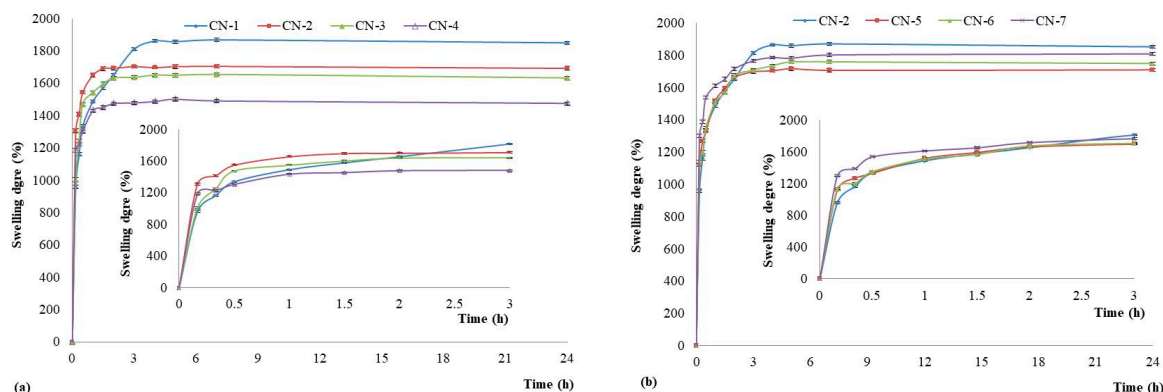 CN-1 CN-2 CN-3 CN-4
2000
1800
1600
1400
1200
1000
800
600
400
200
0
Swelling dgre (%)
0 3 6 9 12 15 18 21 24
Time (h)
(a)
2000
1600
1200
800
400
0
Swelling degre (%)
0 0.5 1 1.5 2 3
Time (h)
CN-2 CN-5 CN-6 CN-7
2000
1800
1600
1400
1200
1000
800
600
400
200
0
Swelling degre (%)
0 3 6 9 12 15 18 21 24
Time (h)
(b)
2000
1600
1200
800
400
0
Swelling degre (%)
0 0.5 1 1.5 2 3
Time (h)